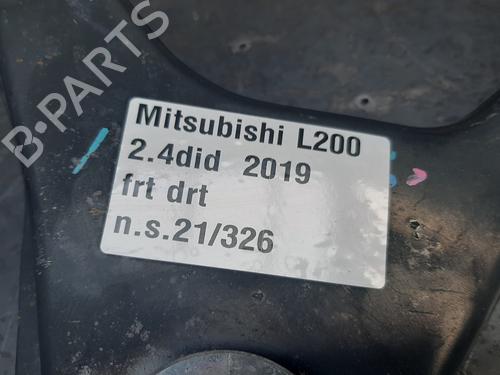 B-PARTS
Mitsubishi L200
2.4did 2019
frt drt
n.s.21/326